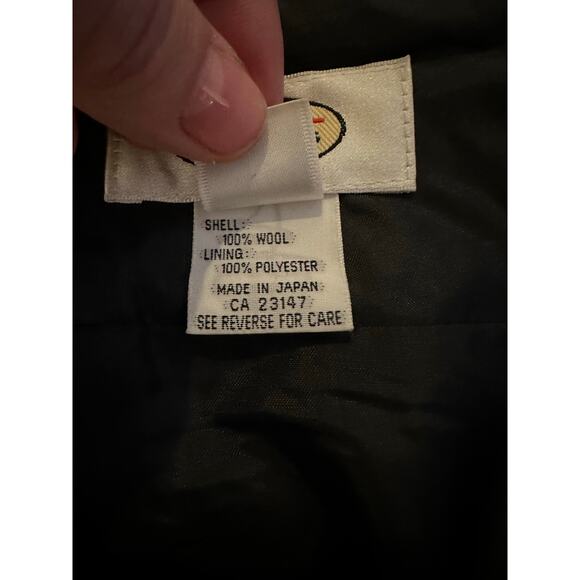 SHELL:
100% WOOL
LINING:
100% POLYESTER
MADE IN JAPAN
CA 23147
SEE REVERSE FOR CARE